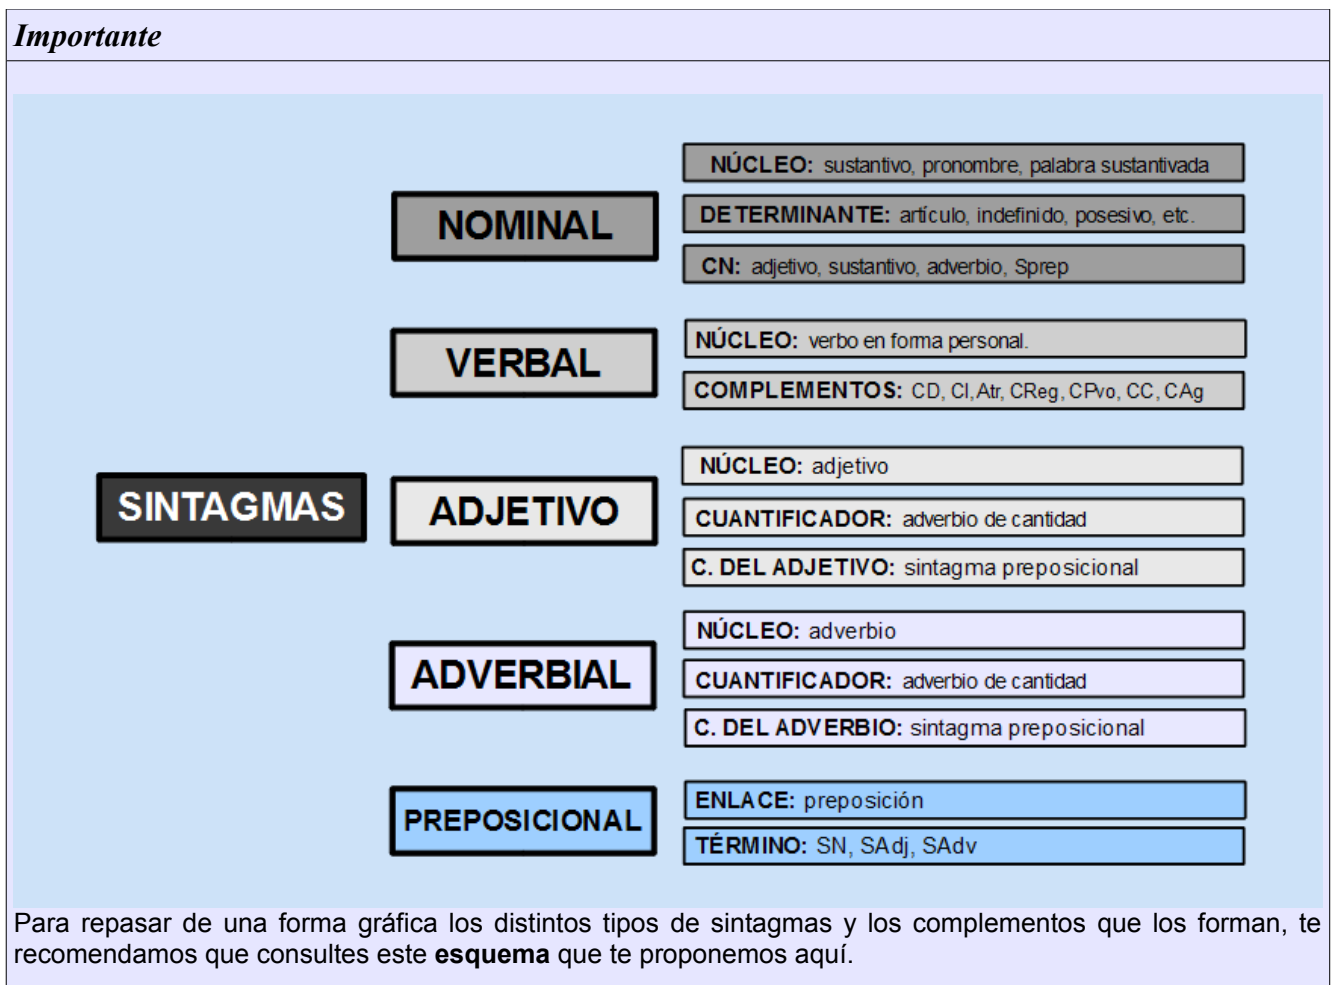 Importante
NÚCLEO: sustantivo, pronombre, palabra sustantivada
NOMINAL
DETERMINANTE: artículo, indefinido, posesivo, etc.
CN: adjetivo, sustantivo, adverbio, Sprep
NÚCLEO: verbo en forma personal.
VERBAL
COMPLEMENTOS: CD, CI, Atr, CReg, CPvo, CC, CAg
NÚCLEO: adjetivo
SINTAGMAS
ADJETIVO
CUANTIFICADOR: adverbio de cantidad
C. DEL ADJETIVO: sintagma preposicional
NÚCLEO: adverbio
ADVERBIAL
CUANTIFICADOR: adverbio de cantidad
C. DEL ADVERBIO: sintagma preposicional
ENLACE: preposición
PREPOSICIONAL
TÉRMINO: SN, SAdj, SAdv
Para repasar de una forma gráfica los distintos tipos de sintagmas y los complementos que los forman, te
recomendamos que consultes este esquema que te proponemos aquí.